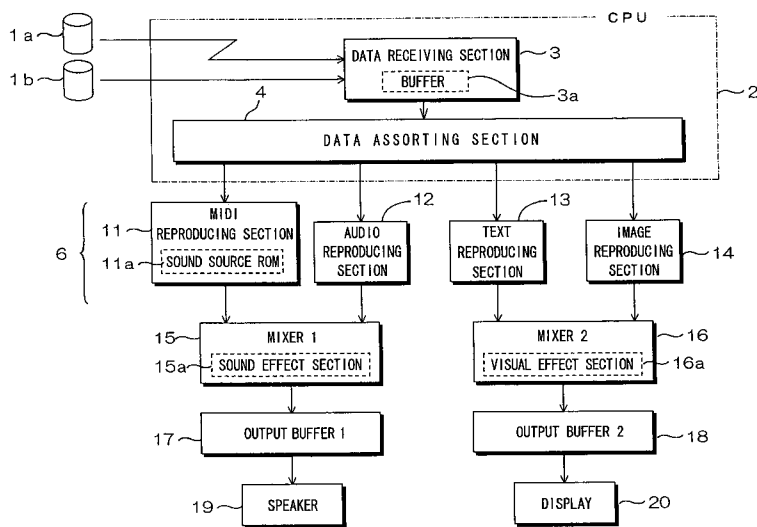 CPU
1a
1b
DATA RECEIVING SECTION
BUFFER
3
3a
2
4
DATA ASSORTING SECTION
6
11
MIDI
REPRODUCING SECTION
11a
SOUND SOURCE ROM
12
AUDIO
REPRODUCING
SECTION
13
TEXT
REPRODUCING
SECTION
IMAGE
REPRODUCING
SECTION
14
15
MIXER 1
15a
SOUND EFFECT SECTION
MIXER 2
16
VISUAL EFFECT SECTION
16a
17
OUTPUT BUFFER 1
OUTPUT BUFFER 2
18
19
SPEAKER
DISPLAY
20